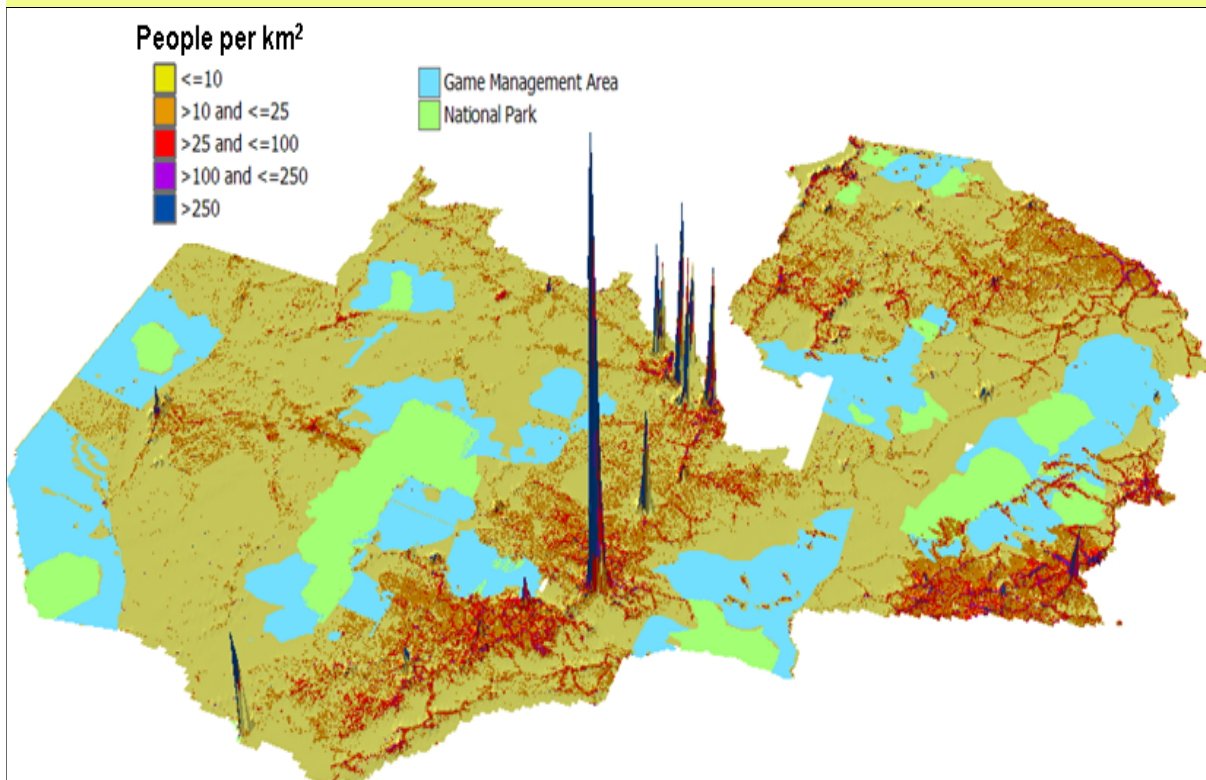 People per km²
<=10
>10 and <=25
>25 and <=100
>100 and <=250
>250
Game Management Area
National Park